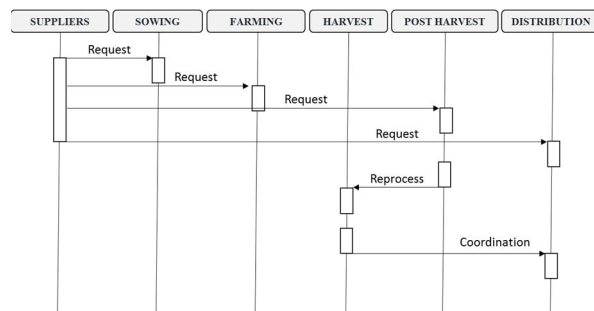 SUPPLIERS
SOWING
FARMING
HARVEST
POST HARVEST
DISTRIBUTION
Request
Request
Request
Request
Reprocess
Coordination